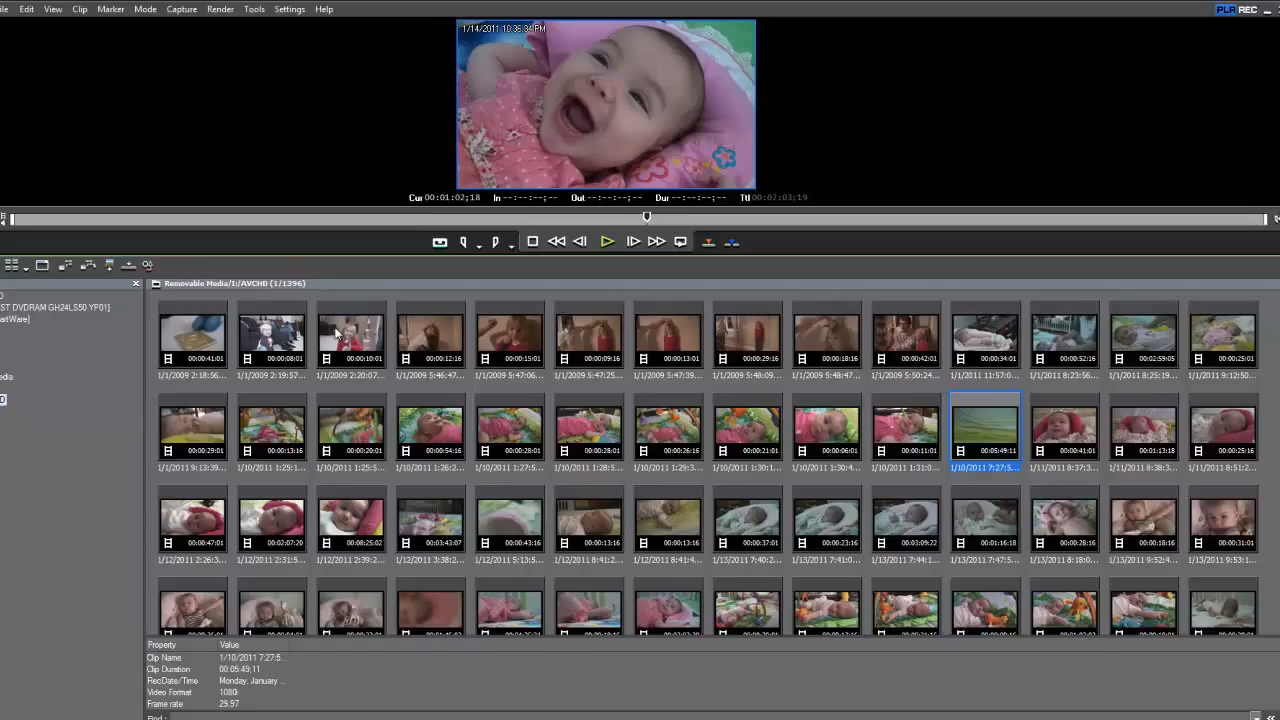 ile Edit View Clip Marker Mode Capture Render Tools Settings Help PLR REC
1/14/2011 10:35:34 PM
Cur 00:01:02;18 In --:--:--;-- Out --:--:--;-- Dur --:--:--;-- Ttl 00:02:03;19
Removable Media/I:/AVCHD (1/1396)
ST DVDRAM GH24LS50 YP01]
artWare]
edia
D
00:00:41:01 00:00:08:01 00:00:10:01 00:00:12:16 00:00:15:01 00:00:09:16 00:00:13:01 00:00:29:16 00:00:18:16 00:00:42:01 00:00:34:01 00:00:52:16 00:02:59:05 00:00:25:01
1/1/2009 2:18:56... 1/1/2009 2:19:57... 1/1/2009 2:20:07... 1/1/2009 5:46:47... 1/1/2009 5:47:06... 1/1/2009 5:47:25... 1/1/2009 5:47:39... 1/1/2009 5:48:09... 1/1/2009 5:48:47... 1/1/2009 5:50:24... 1/1/2011 11:57:0... 1/1/2011 8:23:56... 1/1/2011 8:25:19... 1/1/2011 9:12:50...
00:00:29:01 00:00:13:16 00:00:20:01 00:00:54:16 00:00:28:01 00:00:28:01 00:00:26:16 00:00:21:01 00:00:06:01 00:00:11:01 00:05:49:11 00:00:41:01 00:01:13:18 00:00:25:16
1/1/2011 9:13:39... 1/10/2011 1:25:1... 1/10/2011 1:25:5... 1/10/2011 1:26:2... 1/10/2011 1:27:5... 1/10/2011 1:28:5... 1/10/2011 1:29:3... 1/10/2011 1:30:1... 1/10/2011 1:30:4... 1/10/2011 1:31:0... 1/10/2011 7:27:5... 1/11/2011 8:37:3... 1/11/2011 8:38:3... 1/11/2011 8:51:2...
00:00:47:01 00:02:07:20 00:08:25:02 00:03:43:07 00:00:43:16 00:00:13:16 00:00:13:16 00:00:37:01 00:03:09:22 00:00:23:16 00:01:16:18 00:00:28:16 00:00:18:16 00:00:31:01
1/12/2011 2:26:3... 1/12/2011 2:31:5... 1/12/2011 2:39:2... 1/12/2011 3:38:2... 1/12/2011 5:13:5... 1/12/2011 8:41:2... 1/12/2011 8:41:4... 1/13/2011 7:40:2... 1/13/2011 7:41:0... 1/13/2011 7:44:1... 1/13/2011 7:47:5... 1/13/2011 8:18:0... 1/13/2011 9:52:4... 1/13/2011 9:53:1...
Property Value
Clip Name 1/10/2011 7:27:5...
Clip Duration 00:05:49;11
RecDate/Time Monday, January ...
Video Format 1080i
Frame rate 29.97
Find :